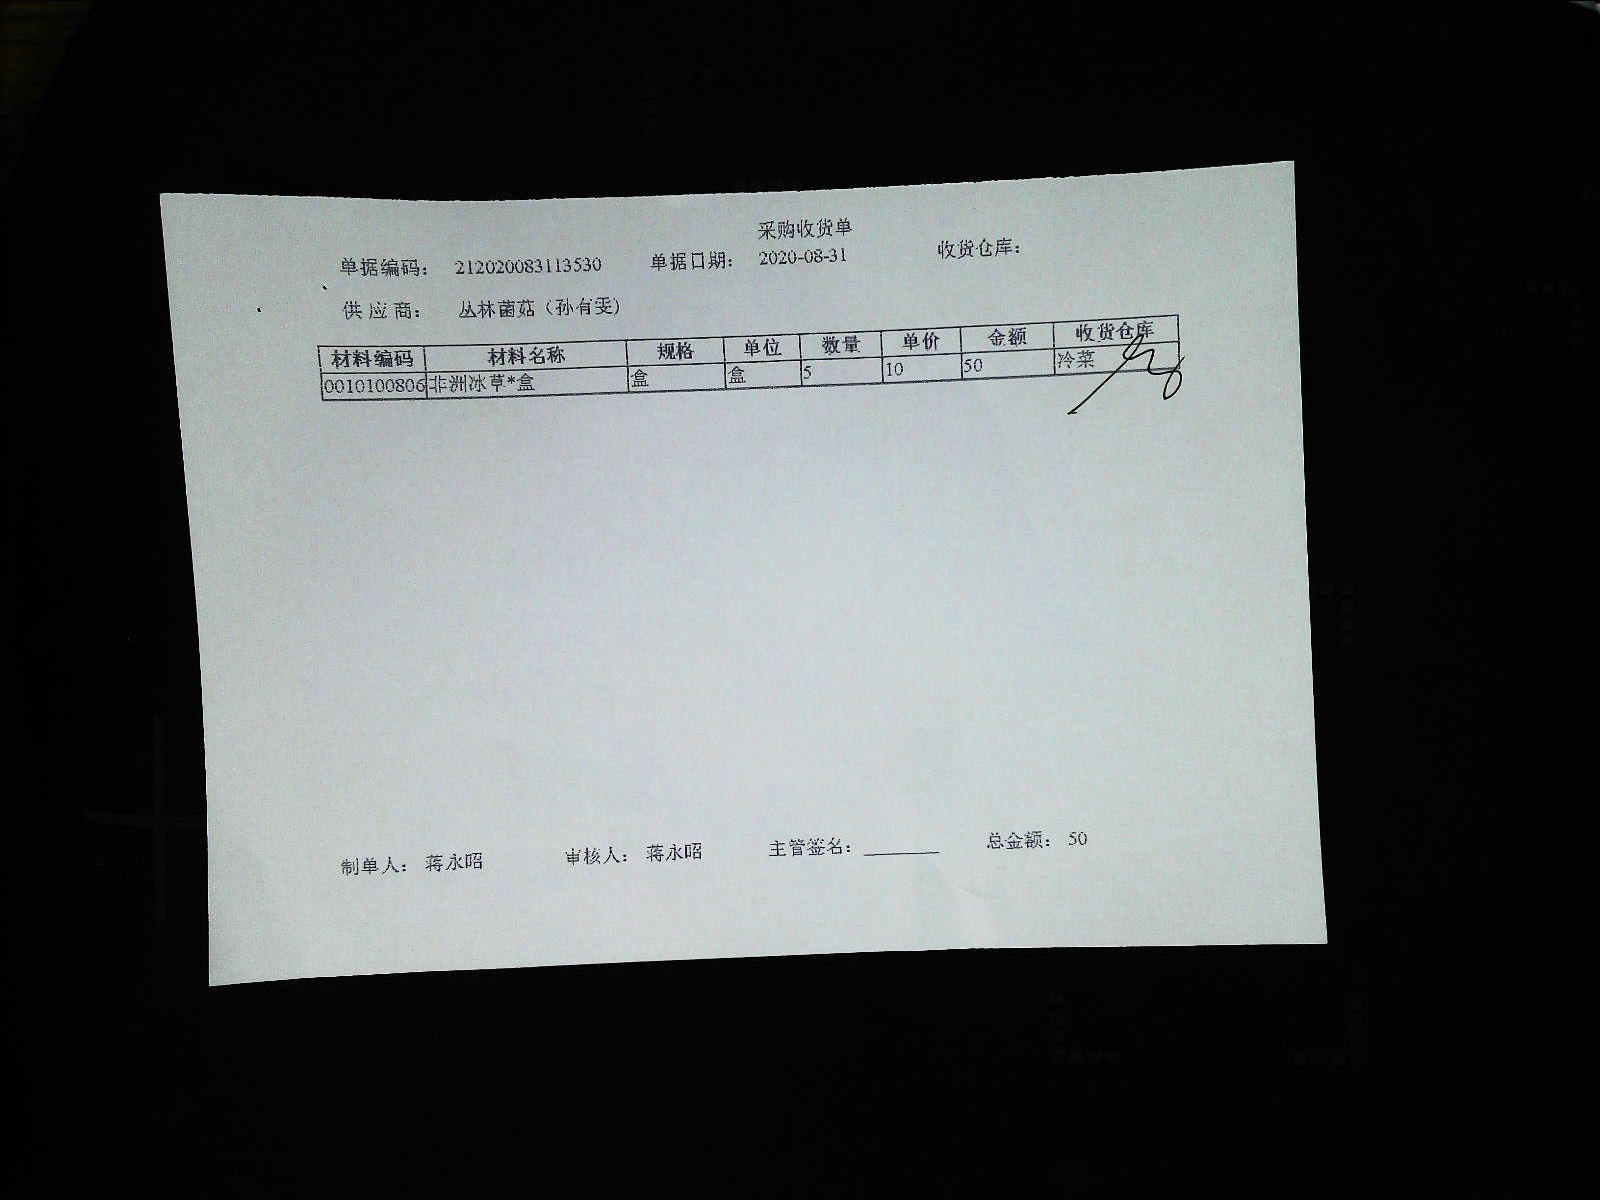 采购收货单
单据编码： 212020083113530 单据日期： 2020-08-31 收货仓库：
供应商： 丛林菌菇（孙有雯）
材料编码 材料名称 规格 单位 数量 单价 金额 收货仓库
0010100806 非洲冰草*盒 盒 盒 5 10 50 冷菜
制单人： 蒋永昭 审核人： 蒋永昭 主管签名：________ 总金额： 50